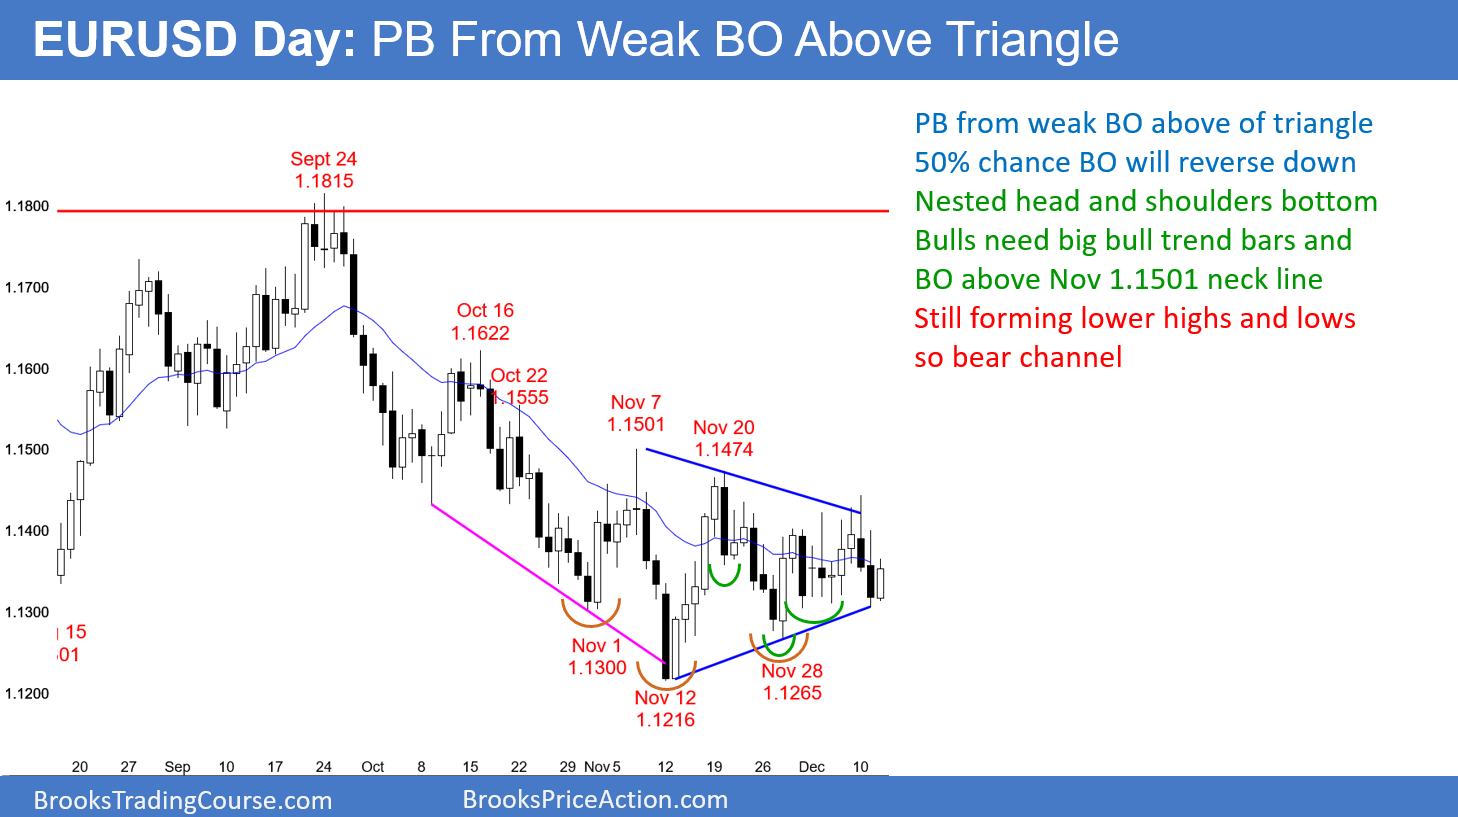 EURUSD Day: PB From Weak BO Above Triangle
PB from weak BO above of triangle
50% chance BO will reverse down
Nested head and shoulders bottom
Bulls need big bull trend bars and
BO above Nov 1.1501 neck line
Still forming lower highs and lows
so bear channel
Sept 24
1.1815
1.1800
1.1700
Oct 16
1.1622
1.1600
Oct 22
1.1555
Nov 7
1.1501
Nov 20
1.1474
1.1500
1.1400
1.1300
15
01
Nov 1
1.1300
Nov 28
1.1265
Nov 12
1.1216
1.1200
20 27 Sep 10 17 24 Oct 8 15 22 29 Nov 5 12 19 26 Dec 10
BrooksTradingCourse.com
BrooksPriceAction.com